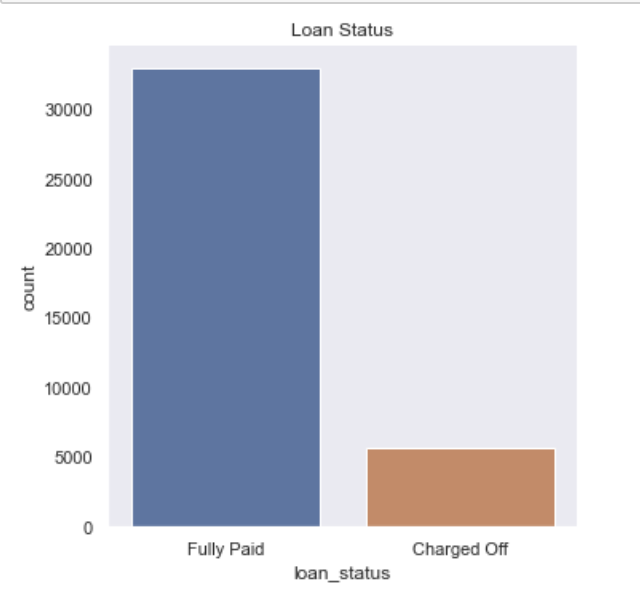 Loan Status
30000
25000
20000
15000
10000
5000
0
count
Fully Paid
Charged Off
loan_status